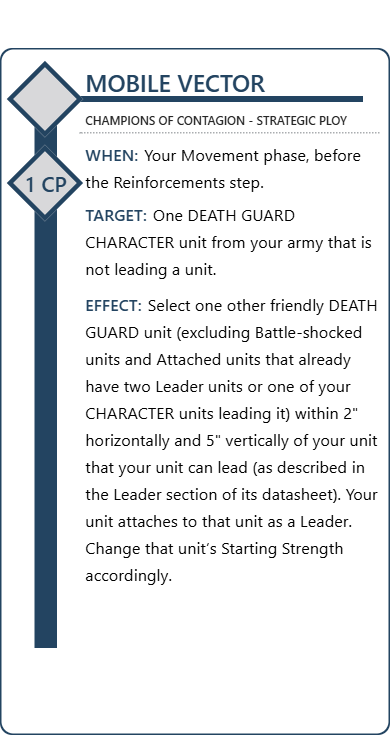 MOBILE VECTOR
CHAMPIONS OF CONTAGION - STRATEGIC PLOY
1 CP
WHEN: Your Movement phase, before
the Reinforcements step.
TARGET: One DEATH GUARD
CHARACTER unit from your army that is
not leading a unit.
EFFECT: Select one other friendly DEATH
GUARD unit (excluding Battle-shocked
units and Attached units that already
have two Leader units or one of your
CHARACTER units leading it) within 2"
horizontally and 5" vertically of your unit
that your unit can lead (as described in
the Leader section of its datasheet). Your
unit attaches to that unit as a Leader.
Change that unit's Starting Strength
accordingly.